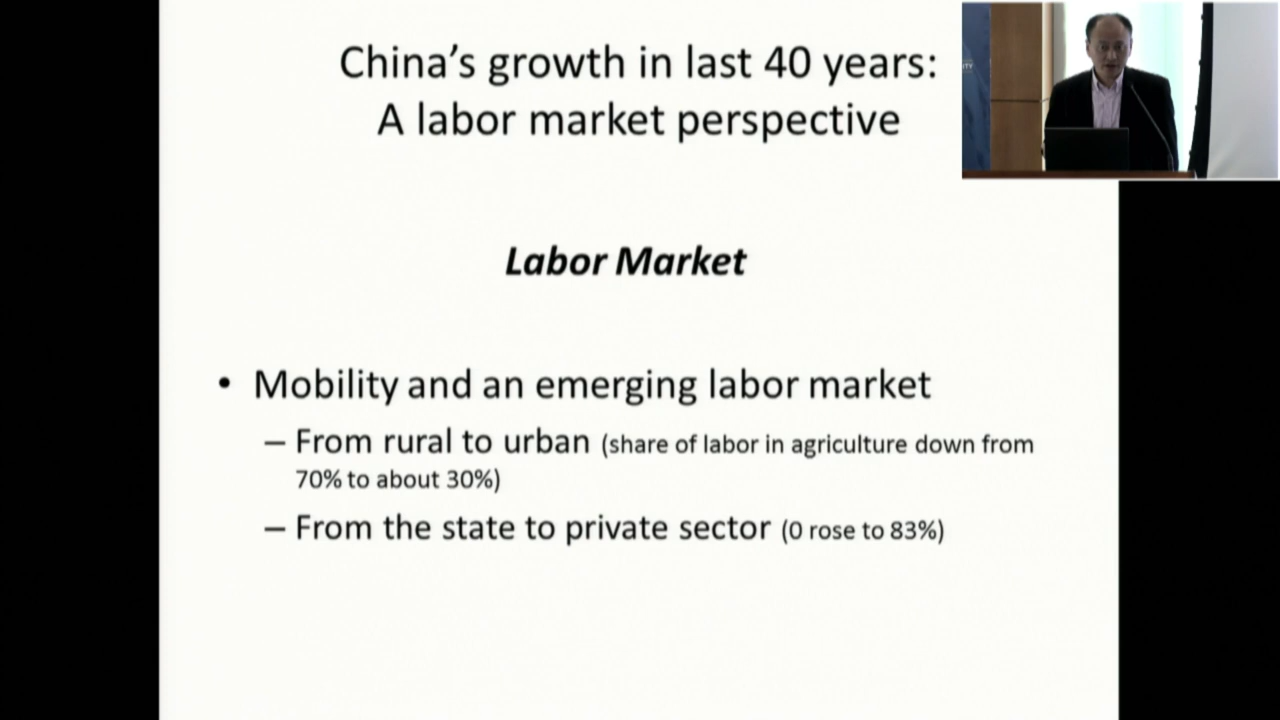 China's growth in last 40 years:
A labor market perspective
Labor Market
• Mobility and an emerging labor market
– From rural to urban (share of labor in agriculture down from
70% to about 30%)
– From the state to private sector (0 rose to 83%)